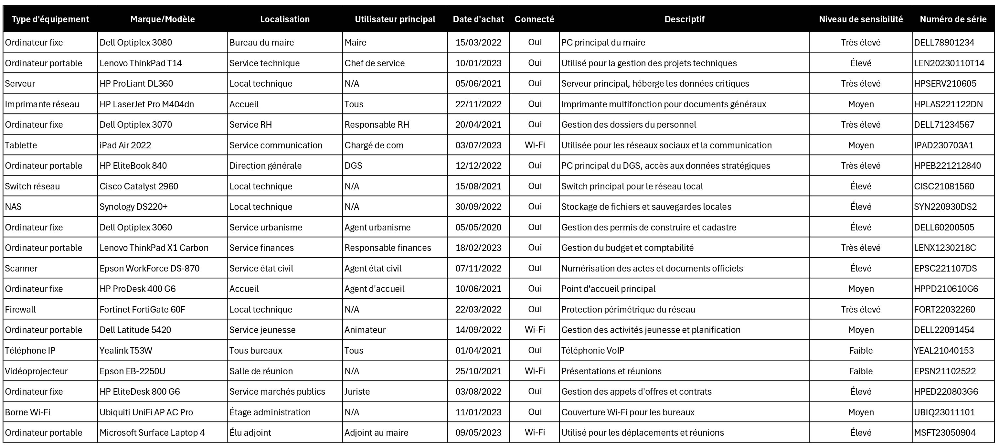 Type d'équipement Marque/Modèle Localisation Utilisateur principal Date d'achat Connecté Descriptif Niveau de sensibilité Numéro de série
Ordinateur fixe Dell Optiplex 3080 Bureau du maire Maire 15/03/2022 Oui PC principal du maire Très élevé DELL78901234
Ordinateur portable Lenovo ThinkPad T14 Service technique Chef de service 10/01/2023 Oui Utilisé pour la gestion des projets techniques Élevé LEN20230110T14
Serveur HP ProLiant DL360 Local technique N/A 05/06/2021 Oui Serveur principal, héberge les données critiques Très élevé HPSERV210605
Imprimante réseau HP LaserJet Pro M404dn Accueil Tous 22/11/2022 Oui Imprimante multifonction pour documents généraux Moyen HPLAS221122DN
Ordinateur fixe Dell Optiplex 3070 Service RH Responsable RH 20/04/2021 Oui Gestion des dossiers du personnel Très élevé DELL71234567
Tablette iPad Air 2022 Service communication Chargé de com 03/07/2023 Wi-Fi Utilisée pour les réseaux sociaux et la communication Moyen IPAD230703A1
Ordinateur portable HP EliteBook 840 Direction générale DGS 12/12/2022 Oui PC principal du DGS, accès aux données stratégiques Très élevé HPEB221212840
Switch réseau Cisco Catalyst 2960 Local technique N/A 15/08/2021 Oui Switch principal pour le réseau local Élevé CISC21081560
NAS Synology DS220+ Local technique N/A 30/09/2022 Oui Stockage de fichiers et sauvegardes locales Élevé SYN220930DS2
Ordinateur fixe Dell Optiplex 3060 Service urbanisme Agent urbanisme 05/05/2020 Oui Gestion des permis de construire et cadastre Élevé DELL60200505
Ordinateur portable Lenovo ThinkPad X1 Carbon Service finances Responsable finances 18/02/2023 Oui Gestion du budget et comptabilité Très élevé LENX1230218C
Scanner Epson WorkForce DS-870 Service état civil Agent état civil 07/11/2022 Oui Numérisation des actes et documents officiels Élevé EPSC221107DS
Ordinateur fixe HP ProDesk 400 G6 Accueil Agent d'accueil 10/06/2021 Oui Point d'accueil principal Moyen HPPD210610G6
Firewall Fortinet FortiGate 60F Local technique N/A 22/03/2022 Oui Protection périmétrique du réseau Très élevé FORT22032260
Ordinateur portable Dell Latitude 5420 Service jeunesse Animateur 14/09/2022 Wi-Fi Gestion des activités jeunesse et planification Moyen DELL22091454
Téléphone IP Yealink T53W Tous bureaux Tous 01/04/2021 Oui Téléphonie VoIP Faible YEAL21040153
Vidéoprojecteur Epson EB-2250U Salle de réunion N/A 25/10/2021 Wi-Fi Présentations et réunions Faible EPSN21102522
Ordinateur fixe HP EliteDesk 800 G6 Service marchés publics Juriste 03/08/2022 Oui Gestion des appels d'offres et contrats Élevé HPED220803G6
Borne Wi-Fi Ubiquiti UniFi AP AC Pro Étage administration N/A 11/01/2023 Oui Couverture Wi-Fi pour les bureaux Moyen UBIQ23011101
Ordinateur portable Microsoft Surface Laptop 4 Élu adjoint Adjoint au maire 09/05/2023 Wi-Fi Utilisé pour les déplacements et réunions Élevé MSFT23050904